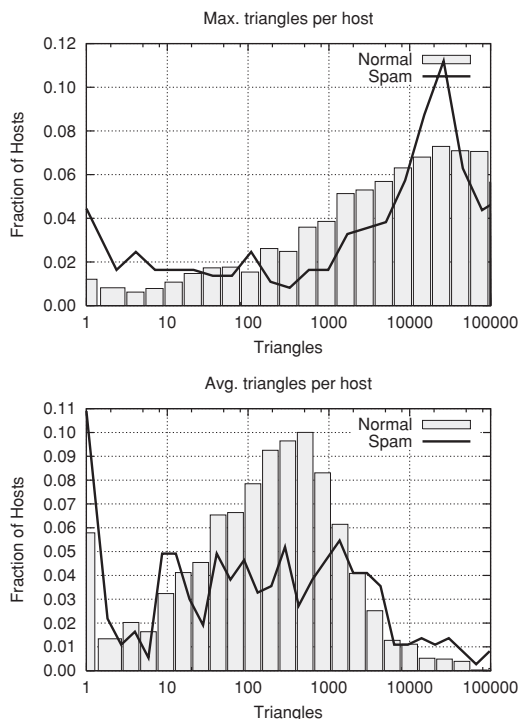 Max. triangles per host
0.12
0.10
0.08
0.06
0.04
0.02
0.00
Fraction of Hosts
Normal
Spam
1 10 100 1000 10000 100000
Triangles
Avg. triangles per host
0.11
0.10
0.09
0.08
0.07
0.06
0.05
0.04
0.03
0.02
0.01
0.00
Fraction of Hosts
Normal
Spam
1 10 100 1000 10000 100000
Triangles